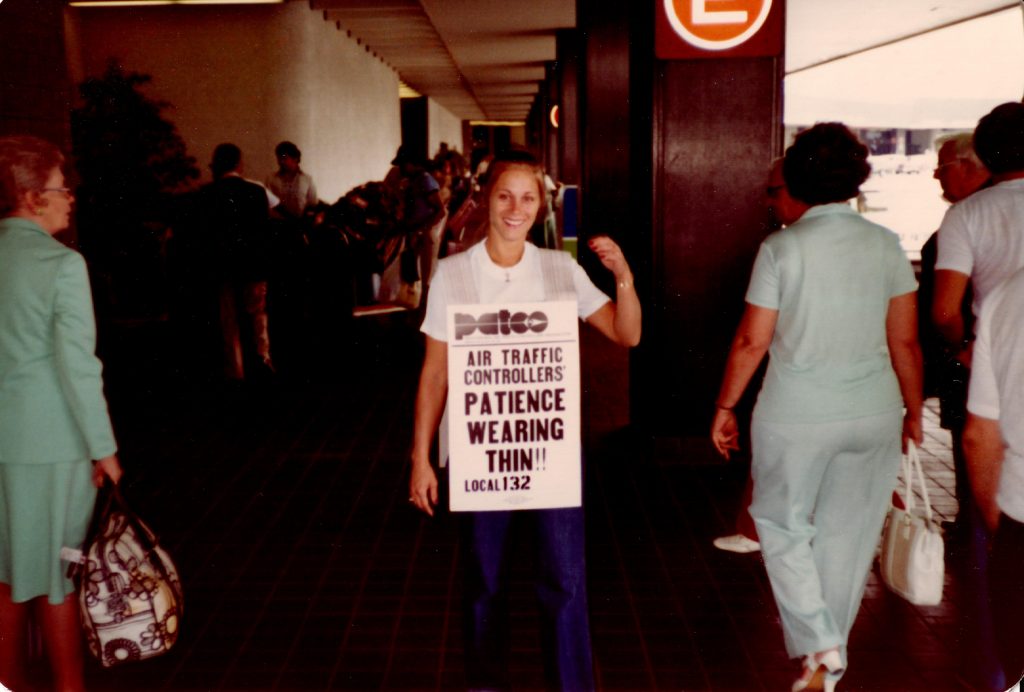 E
patco
AIR TRAFFIC
CONTROLLERS'
PATIENCE
WEARING
THIN!!
LOCAL 132